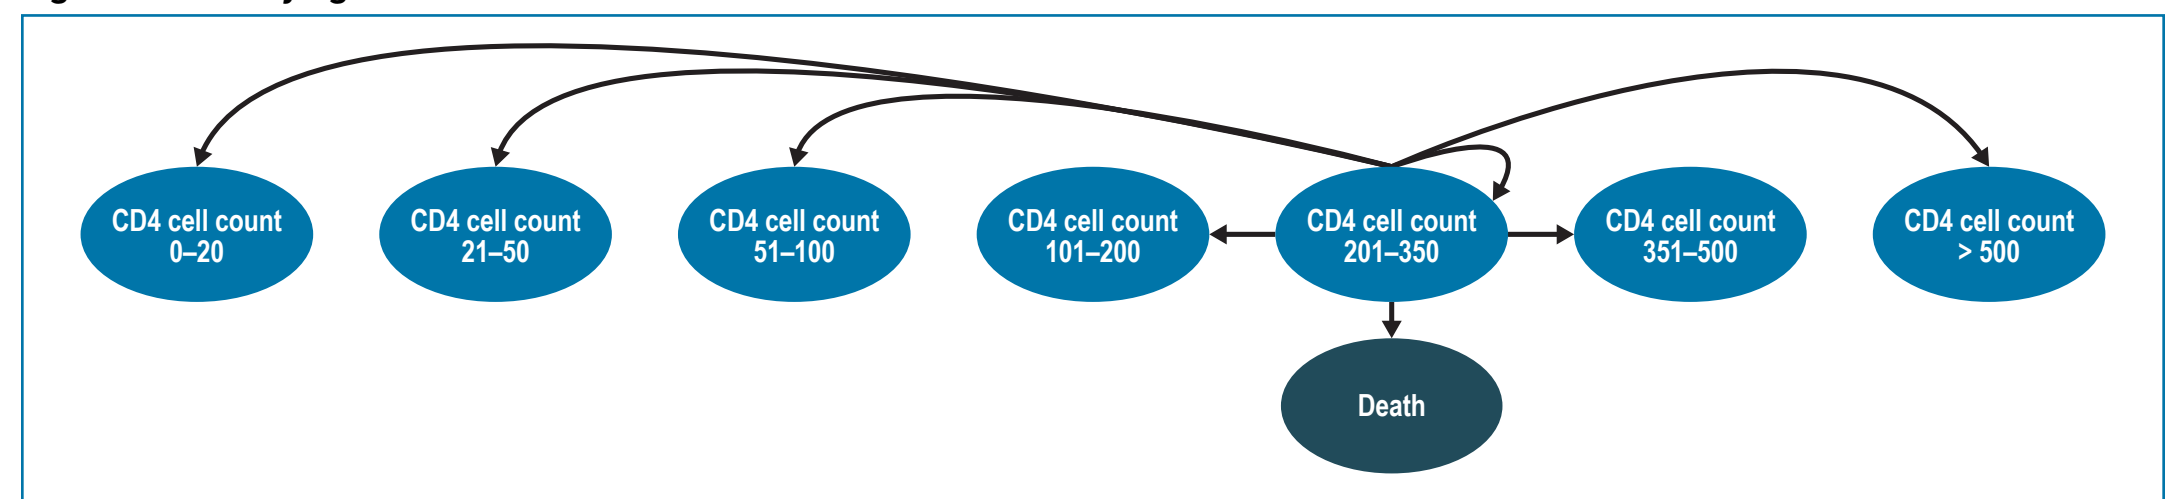 CD4 cell count
0–20
CD4 cell count
21–50
CD4 cell count
51–100
CD4 cell count
101–200
CD4 cell count
201–350
CD4 cell count
351–500
CD4 cell count
> 500
Death